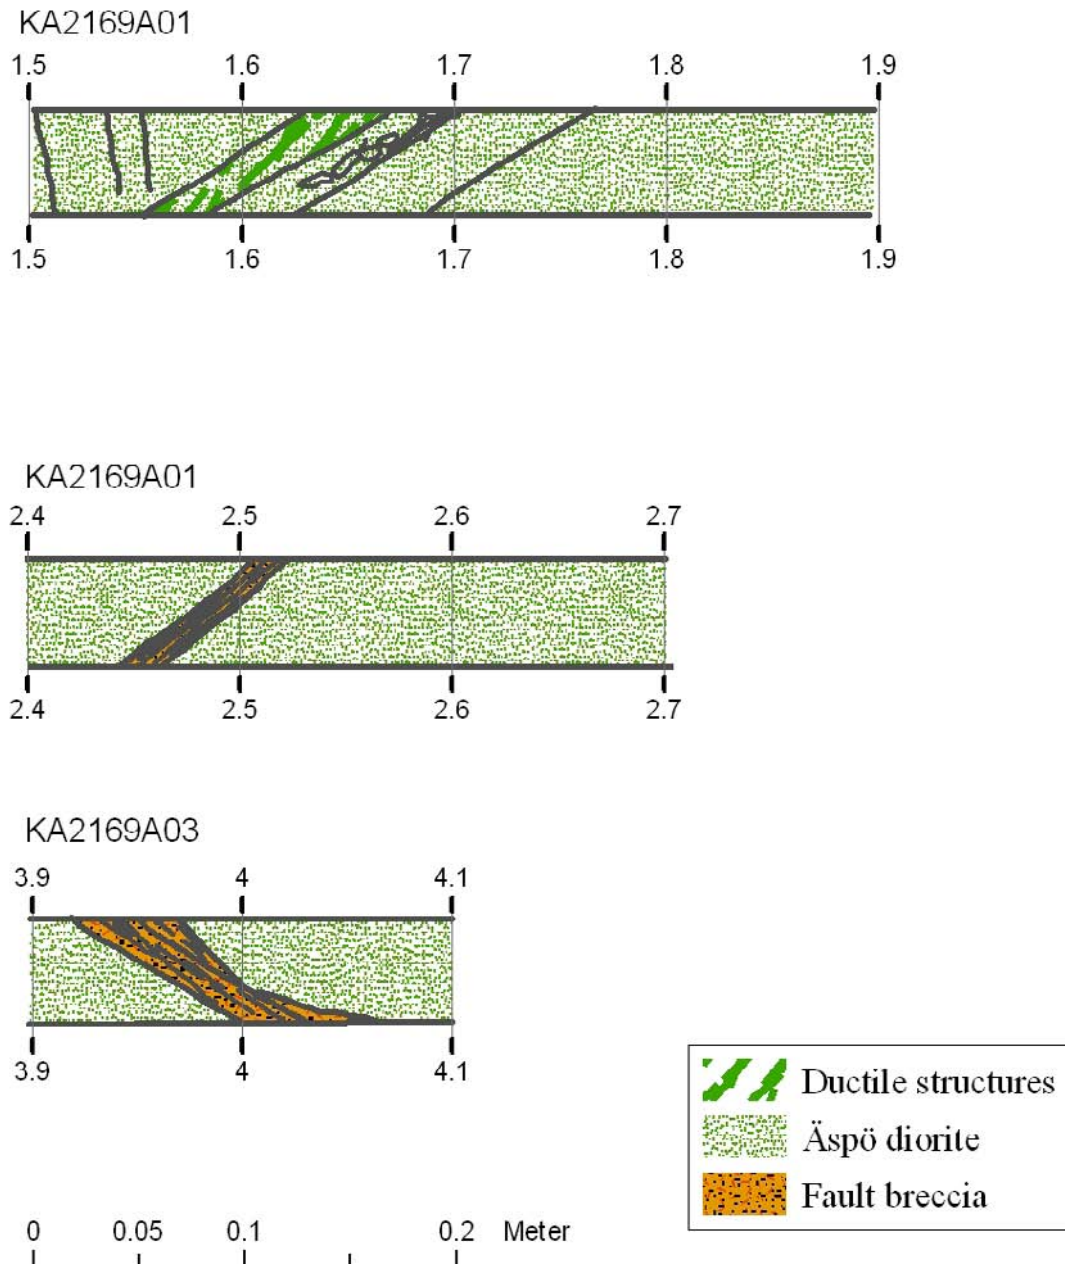 KA2169A01
1.5 1.6 1.7 1.8 1.9
1.5 1.6 1.7 1.8 1.9
KA2169A01
2.4 2.5 2.6 2.7
2.4 2.5 2.6 2.7
KA2169A03
3.9 4 4.1
3.9 4 4.1
Ductile structures
Äspö diorite
Fault breccia
0 0.05 0.1 0.2 Meter